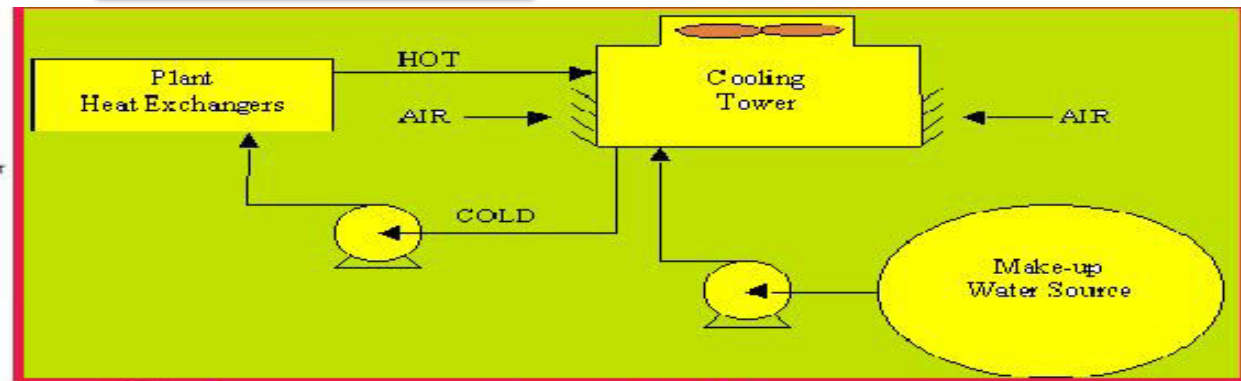 HOT
Plant
Heat Exchangers
Cooling
Tower
AIR
AIR
COLD
Make-up
Water Source